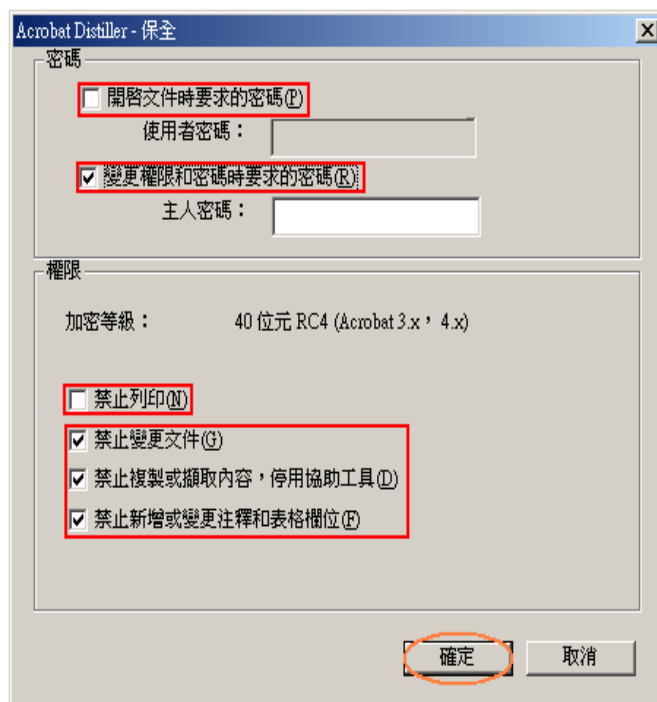 Acrobat Distiller - 保全
密碼
開啓文件時要求的密碼(P)
使用者密碼：
變更權限和密碼時要求的密碼(R)
主人密碼：
權限
加密等級： 40 位元 RC4 (Acrobat 3.x， 4.x)
禁止列印(N)
禁止變更文件(G)
禁止複製或擷取內容，停用協助工具(D)
禁止新增或變更注釋和表格欄位(F)
確定 取消